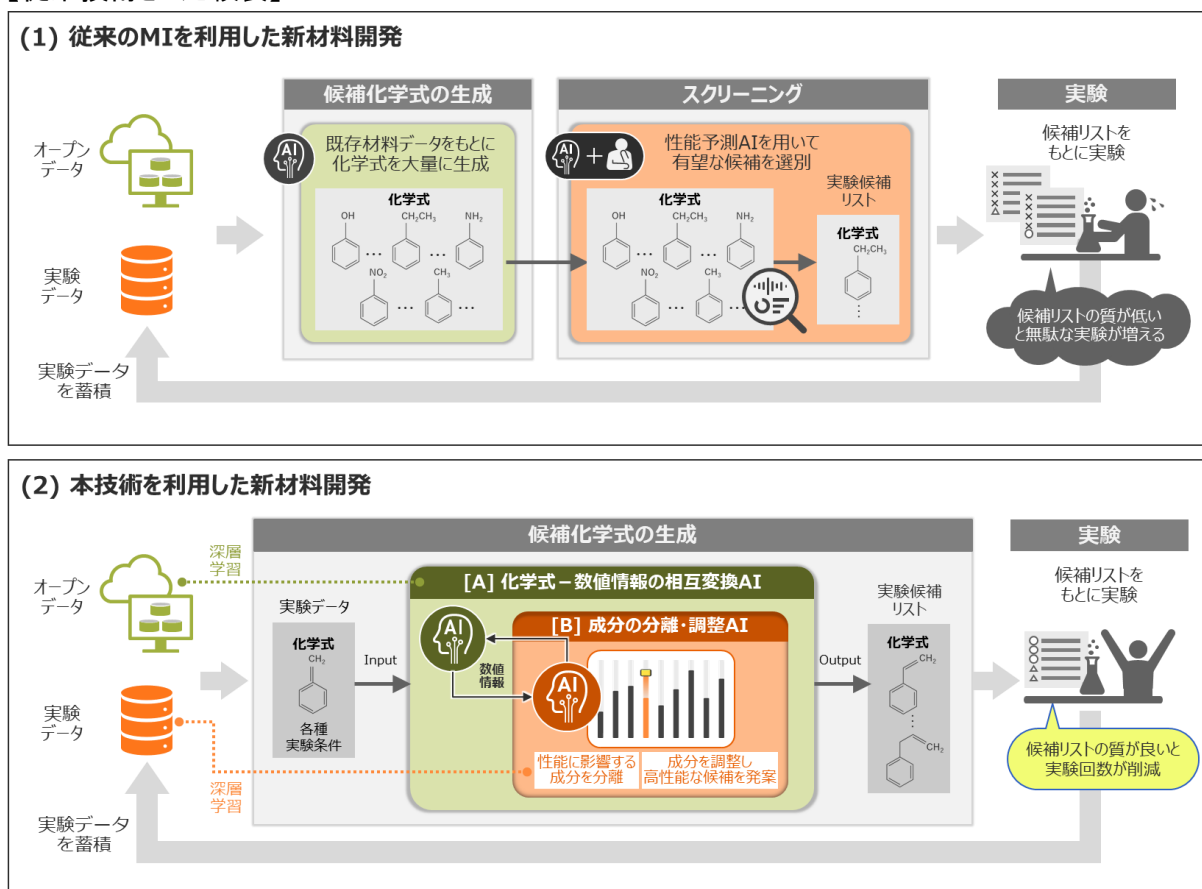 (1) 従来のMIを利用した新材料開発
オープン
データ
実験
データ
実験データ
を蓄積
候補化学式の生成
AI
既存材料データをもとに
化学式を大量に生成
化学式
OH
CH₂CH₃
NH₂
... ...
NO₂
CH₃
... ...
スクリーニング
AI +
性能予測AIを用いて
有望な候補を選別
化学式
OH
CH₂CH₃
NH₂
... ...
NO₂
CH₃
... ...
実験候補
リスト
化学式
CH₂CH₃
⋮
実験
候補リストを
もとに実験
×
×
×
△
×
×
×
×
○
候補リストの質が低い
と無駄な実験が増える
(2) 本技術を利用した新材料開発
オープン
データ
深層
学習
実験
データ
深層
学習
実験データ
を蓄積
候補化学式の生成
実験データ
化学式
CH₂
各種
実験条件
Input
[A] 化学式－数値情報の相互変換AI
AI
数値
情報
[B] 成分の分離・調整AI
AI
性能に影響する
成分を分離
成分を調整し
高性能な候補を発案
Output
実験候補
リスト
化学式
CH₂
⋮
CH₂
実験
候補リストを
もとに実験
○
○
○
△
△
候補リストの質が良いと
実験回数が削減